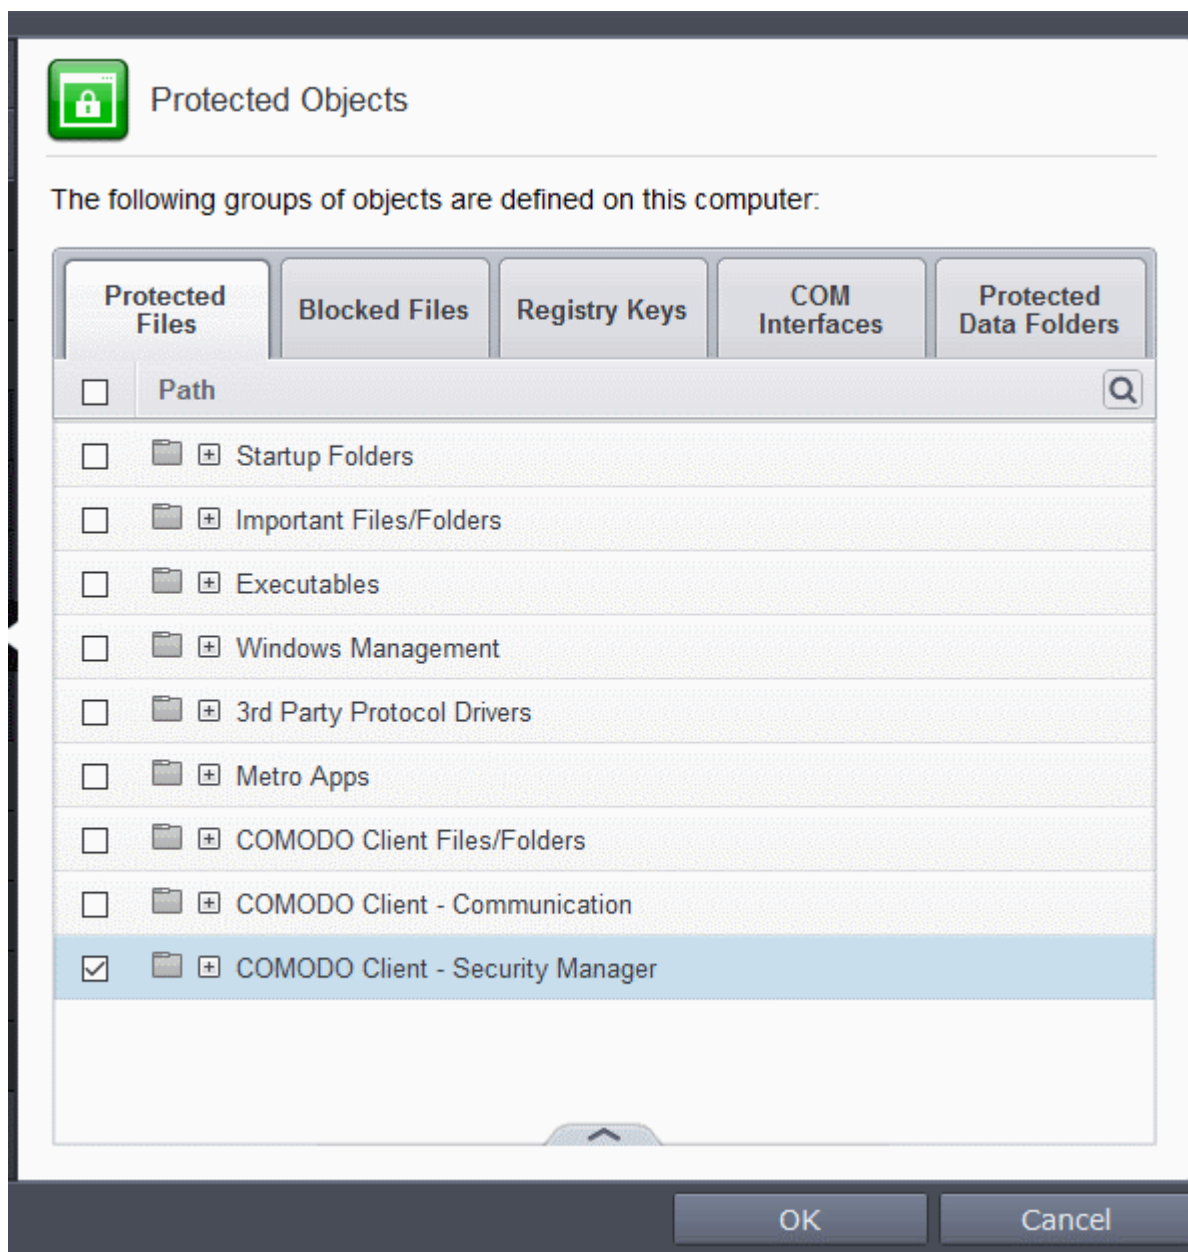 Protected Objects
The following groups of objects are defined on this computer:
Protected
Files
Blocked Files
Registry Keys
COM
Interfaces
Protected
Data Folders
Path
Startup Folders
Important Files/Folders
Executables
Windows Management
3rd Party Protocol Drivers
Metro Apps
COMODO Client Files/Folders
COMODO Client - Communication
COMODO Client - Security Manager
OK
Cancel